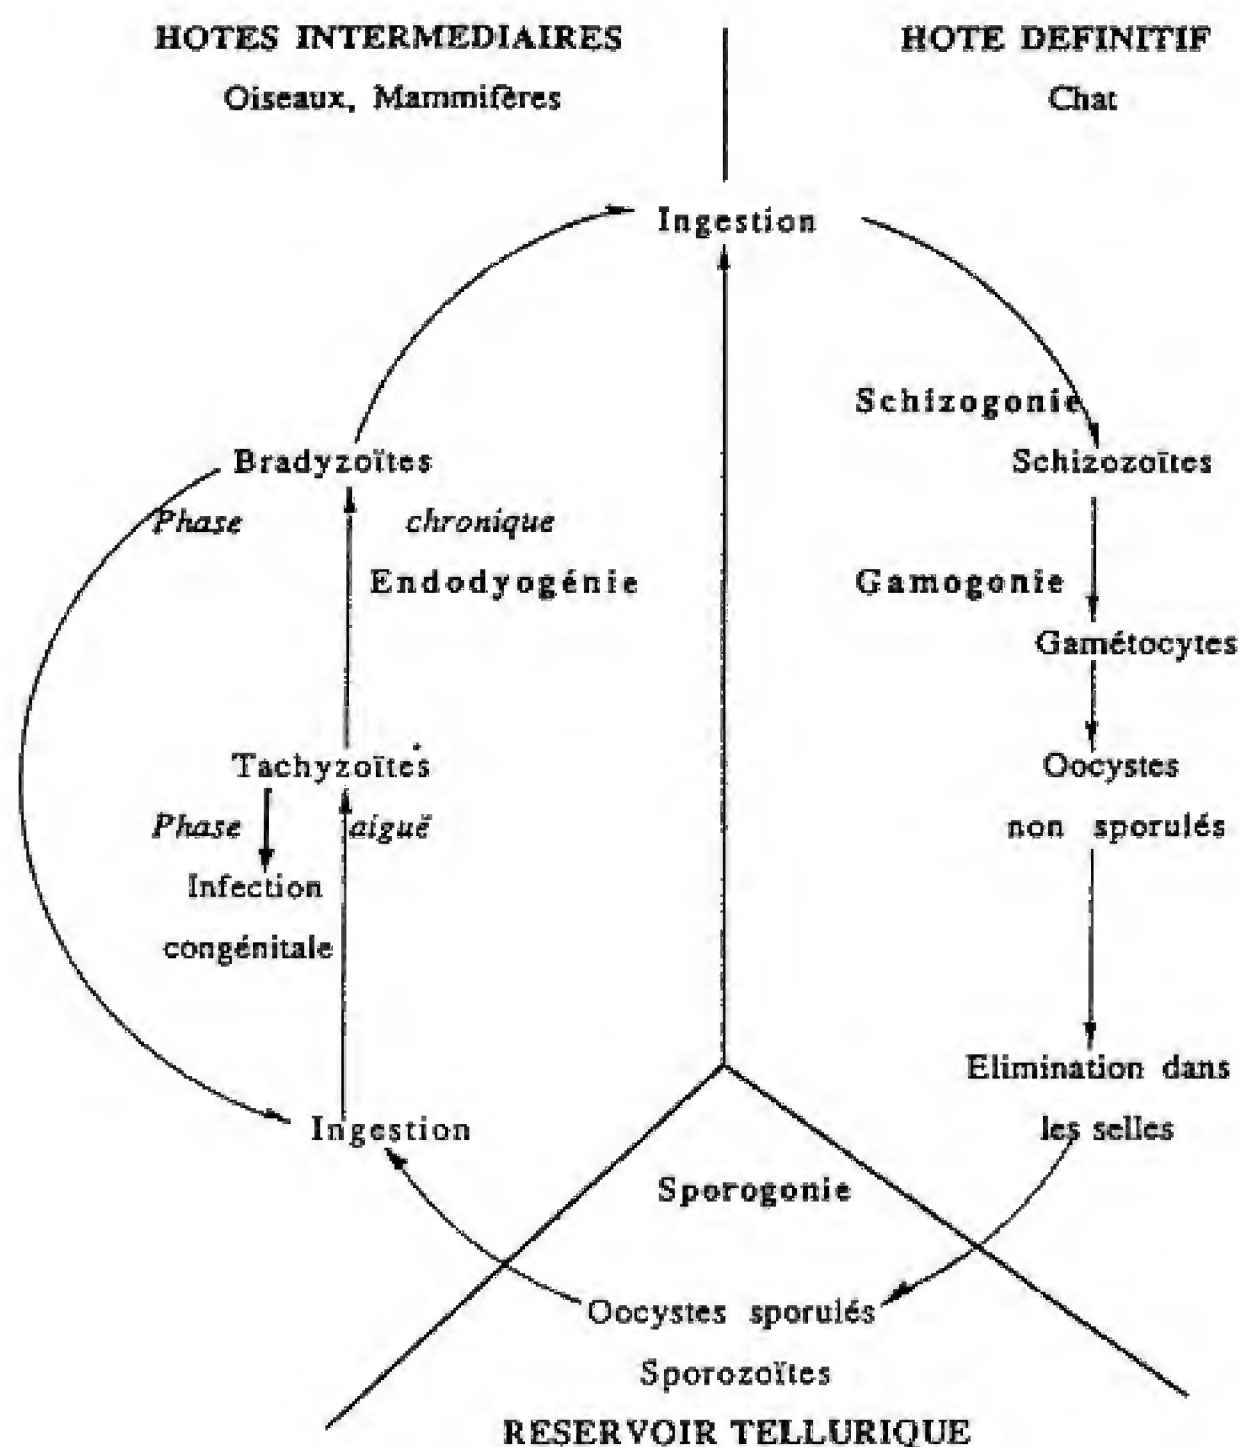 HOTES INTERMEDIAIRES
Oiseaux, Mammifères
HOTE DEFINITIF
Chat
Ingestion
Schizogonie
Schizozoïtes
Gamogonie
Gamétocytes
Oocystes
non sporulés
Elimination dans
les selles
Bradyzoïtes
Phase chronique
Endodyogénie
Tachyzoïtes
Phase aiguë
Infection
congénitale
Ingestion
Sporogonie
Oocystes sporulés
Sporozoïtes
RESERVOIR TELLURIQUE